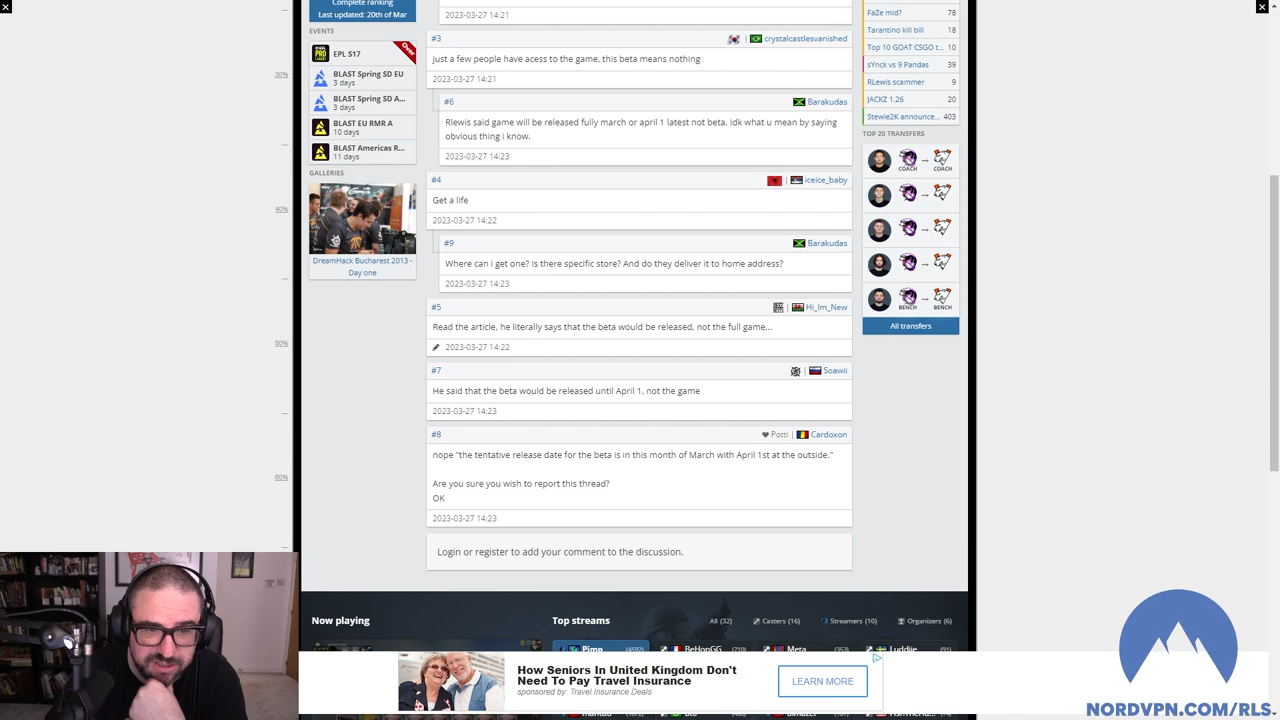 Complete ranking
Last updated: 20th of Mar
EVENTS
EPL S17
Over
BLAST Spring SD EU
3 days
BLAST Spring SD A...
3 days
BLAST EU RMR A
10 days
BLAST Americas R...
11 days
GALLERIES
DreamHack Bucharest 2013 -
Day one
30%
40%
50%
60%
2023-03-27 14:21
#3
crystalcastlesvanished
just a few people have acess to the game, this beta means nothing
2023-03-27 14:21
#6
Barakudas
Rlewis said game will be released fully march or april 1 latest not beta. Idk what u mean by saying
obvious thing i know.
2023-03-27 14:23
#4
iceice_baby
Get a life
2023-03-27 14:22
#9
Barakudas
Where can i get one? Is there specific store? And do they deliver it to home address?
2023-03-27 14:23
#5
Hi_Im_New
Read the article, he literally says that the beta would be released, not the full game...
2023-03-27 14:22
#7
Soawii
He said that the beta would be released until April 1, not the game
2023-03-27 14:23
#8
Potti | Cardoxon
nope "the tentative release date for the beta is in this month of March with April 1st at the outside."
Are you sure you wish to report this thread?
OK
2023-03-27 14:23
Login or register to add your comment to the discussion.
FaZe mid? 78
Tarantino kill bill 18
Top 10 GOAT CSGO t... 10
sYnck vs 9 Pandas 39
RLewis scammer 9
JACKZ 1.26 20
Stewie2K announce... 403
TOP 20 TRANSFERS
COACH COACH
BENCH BENCH
All transfers
Now playing
Top streams
All (32) Casters (16) Streamers (10) Organizers (6)
Pimp (4592) BeHopGG (710) Meta (353) Luddije (91)
How Seniors In United Kingdom Don't
Need To Pay Travel Insurance
sponsored by: Travel Insurance Deals
LEARN MORE
NORDVPN.COM/RLS